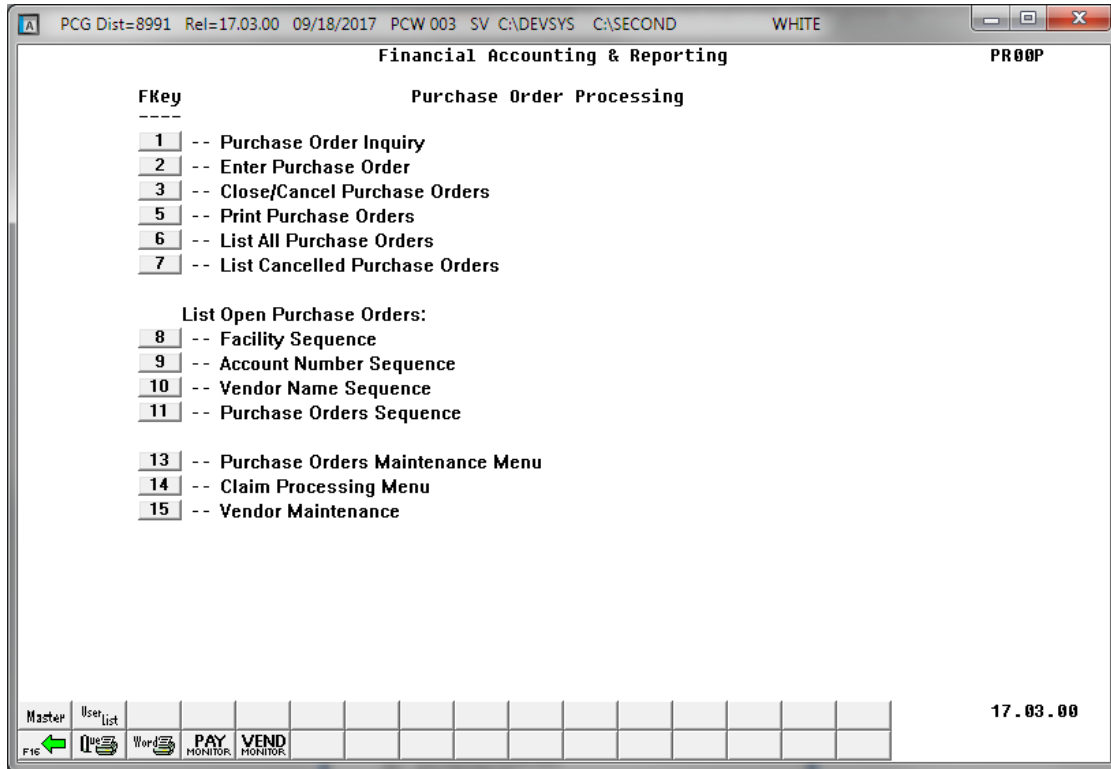 A PCG Dist=8991 Rel=17.03.00 09/18/2017 PCW 003 SV C:\DEVSYS C:\SECOND WHITE
Financial Accounting & Reporting PR00P
FKey Purchase Order Processing
----
1 -- Purchase Order Inquiry
2 -- Enter Purchase Order
3 -- Close/Cancel Purchase Orders
5 -- Print Purchase Orders
6 -- List All Purchase Orders
7 -- List Cancelled Purchase Orders
List Open Purchase Orders:
8 -- Facility Sequence
9 -- Account Number Sequence
10 -- Vendor Name Sequence
11 -- Purchase Orders Sequence
13 -- Purchase Orders Maintenance Menu
14 -- Claim Processing Menu
15 -- Vendor Maintenance
Master User List 17.03.00
F16 Que Word PAY MONITOR VEND MONITOR